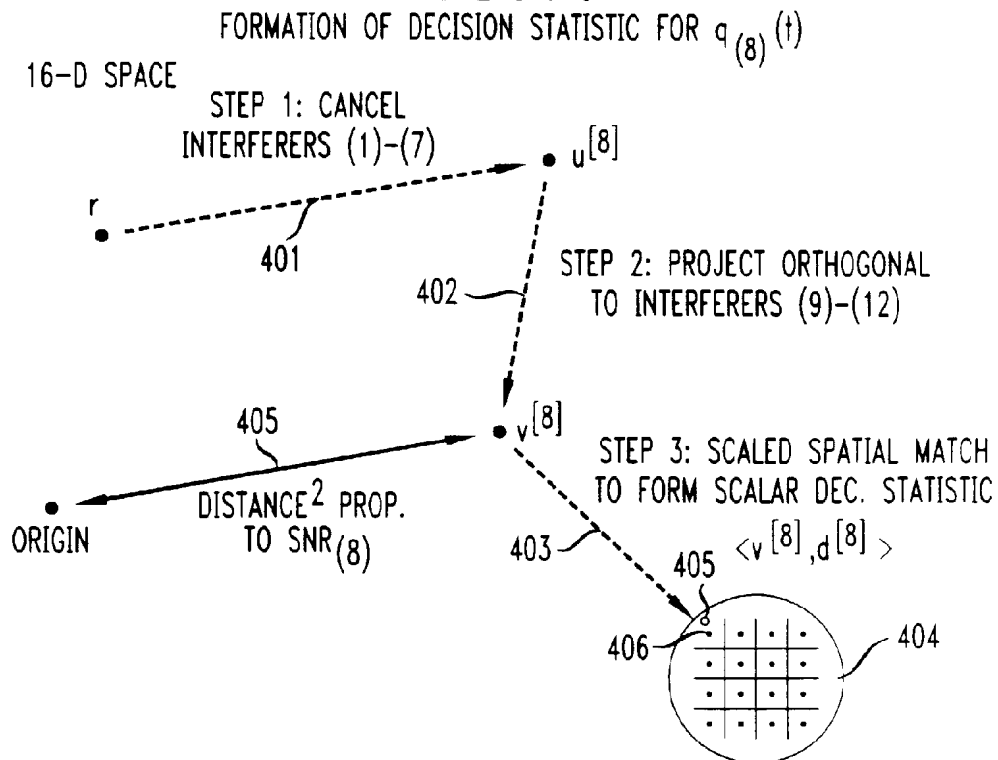 FORMATION OF DECISION STATISTIC FOR q(8)(t)
16-D SPACE
STEP 1: CANCEL
INTERFERERS (1)-(7)
u[8]
r
401
402
STEP 2: PROJECT ORTHOGONAL
TO INTERFERERS (9)-(12)
405
v[8]
STEP 3: SCALED SPATIAL MATCH
TO FORM SCALAR DEC. STATISTIC
<v[8],d[8]>
DISTANCE2 PROP.
TO SNR(8)
ORIGIN
403
405
406
404